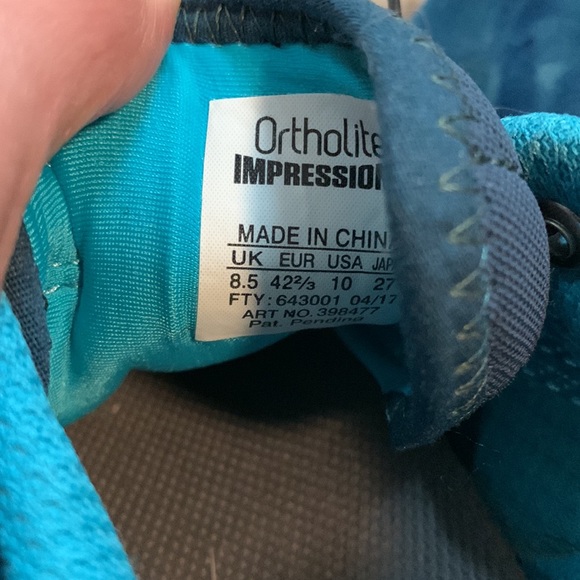 Ortholite
IMPRESSION
MADE IN CHINA
UK EUR USA JAP
8.5 42⅔ 10 27
FTY: 643001 04/17
ART NO. 398477
Pat. Pending